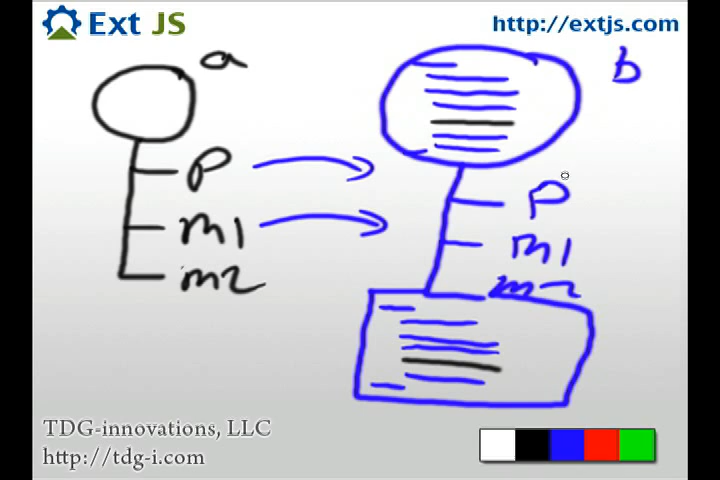 Ext JS
http://extjs.com
a
b
p
m1
m2
p
m1
m2
TDG-innovations, LLC
http://tdg-i.com